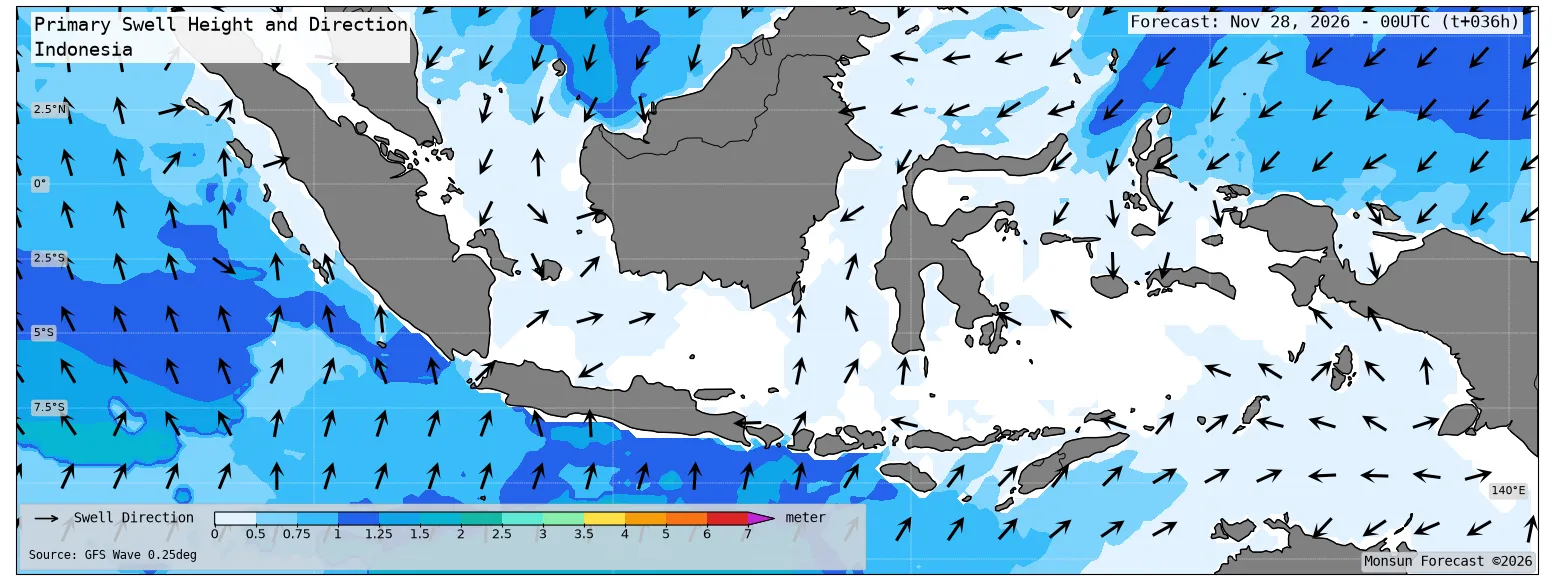 Primary Swell Height and Direction
Indonesia
Forecast: Nov 28, 2026 - 00UTC (t+036h)
2.5°N
0°
2.5°S
5°S
7.5°S
140°E
Swell Direction
meter
0 0.5 0.75 1 1.25 1.5 2 2.5 3 3.5 4 5 6 7
Source: GFS Wave 0.25deg
Monsun Forecast ©2026